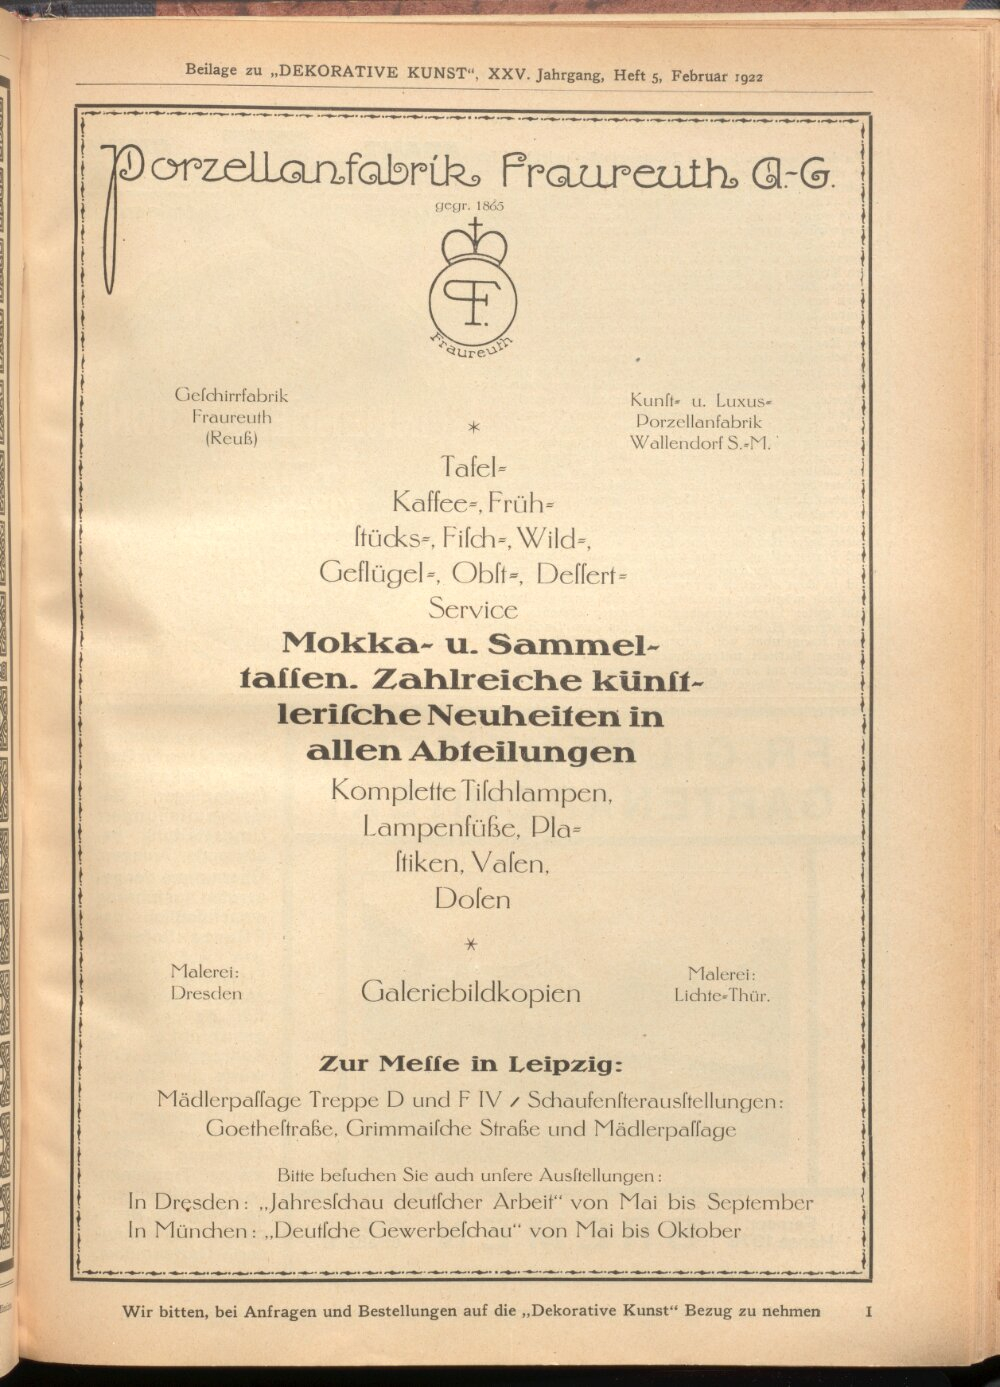 Beilage zu „DEKORATIVE KUNST“, XXV. Jahrgang, Heft 5, Februar 1922
Porzellanfabrik Fraureuth A.-G.
gegr. 1865
P.F.
Fraureuth
Geſchirrfabrik
Fraureuth
(Reuß)
Kunſt- u. Luxus-
Porzellanfabrik
Wallendorf S.-M.
*
Tafel-
Kaffee-, Früh-
ſtücks-, Fiſch-, Wild-,
Geflügel-, Obſt-, Deſſert-
Service
Mokka- u. Sammel-
taſſen. Zahlreiche künſt-
leriſche Neuheiten in
allen Abteilungen
Komplette Tiſchlampen,
Lampenfüße, Pla-
ſtiken, Vaſen,
Doſen
*
Malerei:
Dresden
Galeriebildkopien
Malerei:
Lichte-Thür.
Zur Meſſe in Leipzig:
Mädlerpaſſage Treppe D und F IV / Schaufenſterausſtellungen:
Goetheſtraße, Grimmaiſche Straße und Mädlerpaſſage
Bitte beſuchen Sie auch unſere Ausſtellungen:
In Dresden: „Jahresſchau deutſcher Arbeit“ von Mai bis September
In München: „Deutſche Gewerbeſchau“ von Mai bis Oktober
Wir bitten, bei Anfragen und Bestellungen auf die „Dekorative Kunst“ Bezug zu nehmen I